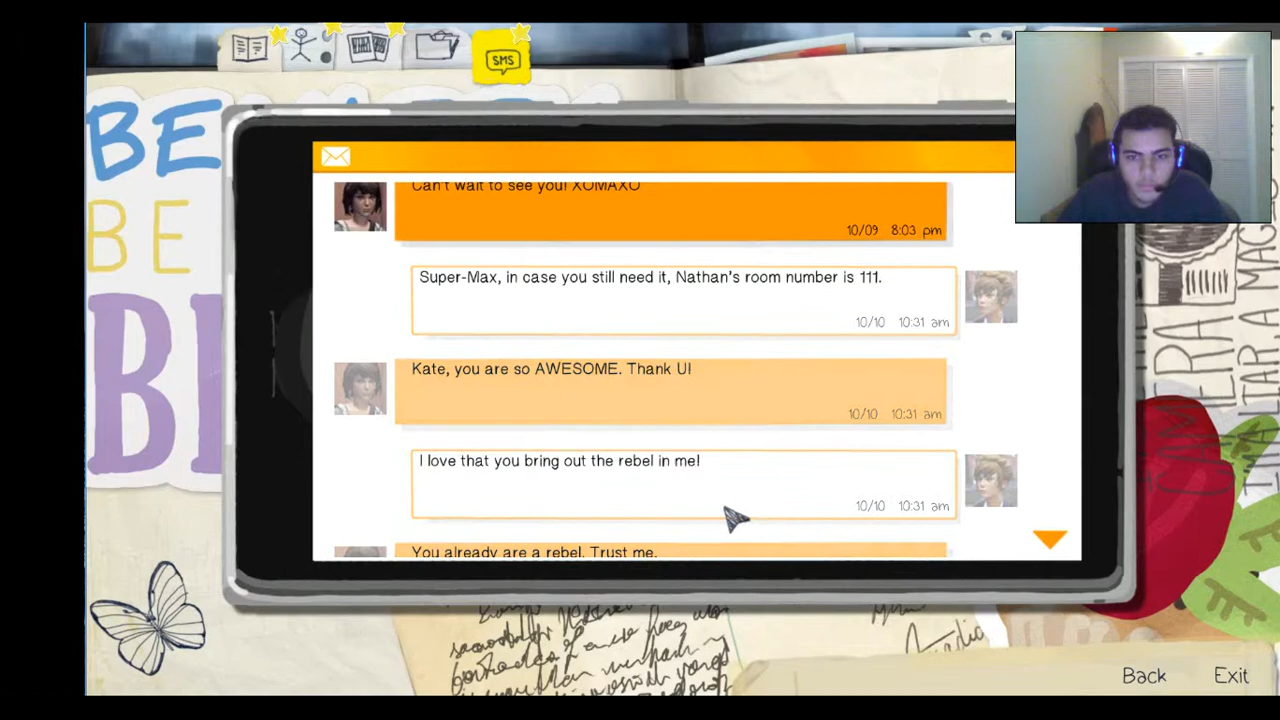 SMS
BE
BE
Can't wait to see you! XOMAXO
10/09 8:03 pm
Super-Max, in case you still need it, Nathan's room number is 111.
10/10 10:31 am
Kate, you are so AWESOME. Thank U!
10/10 10:31 am
I love that you bring out the rebel in me!
10/10 10:31 am
You already are a rebel. Trust me.
Back Exit